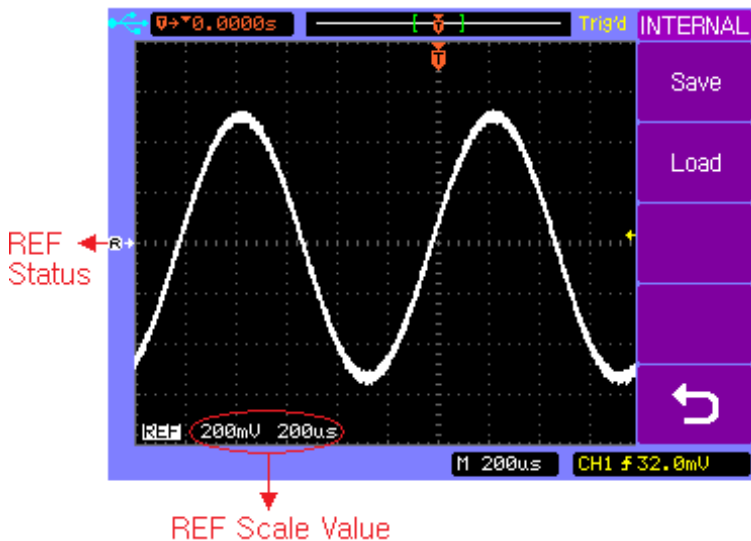 T→▼0.0000s
[ T ]
Trig'd
INTERNAL
T
Save
Load
REF
Status
R
REF 200mV 200us
M 200us
CH1 32.0mV
REF Scale Value